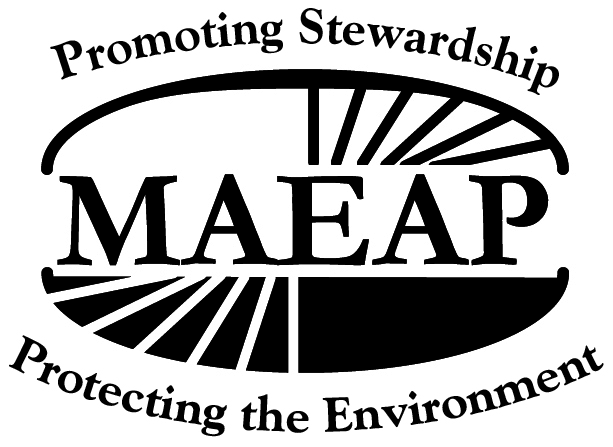 Promoting Stewardship
MAEAP
Protecting the Environment